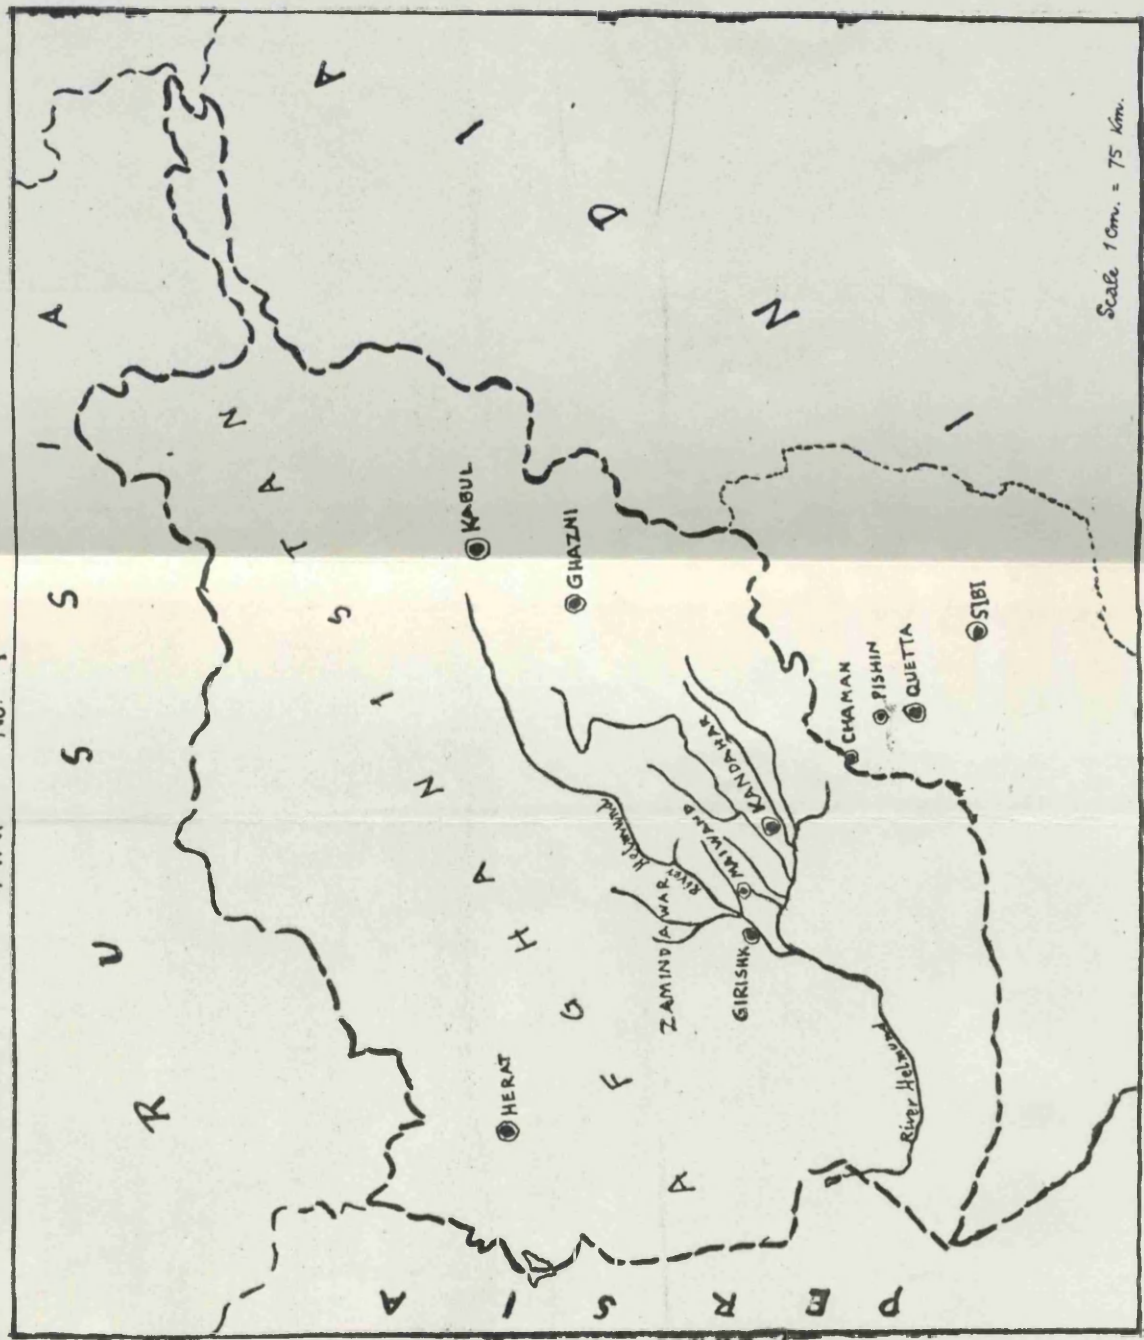 RUSSIA
AFGHANISTAN
PERSIA
INDIA
HERAT
KABUL
GHAZNI
River Helmund
ZAMINDAWAR
GIRISHK
MAIWAND
KANDAHAR
River Helmund
CHAMAN
PISHIN
QUETTA
SIBI
Scale 1 Cm. = 75 Km.